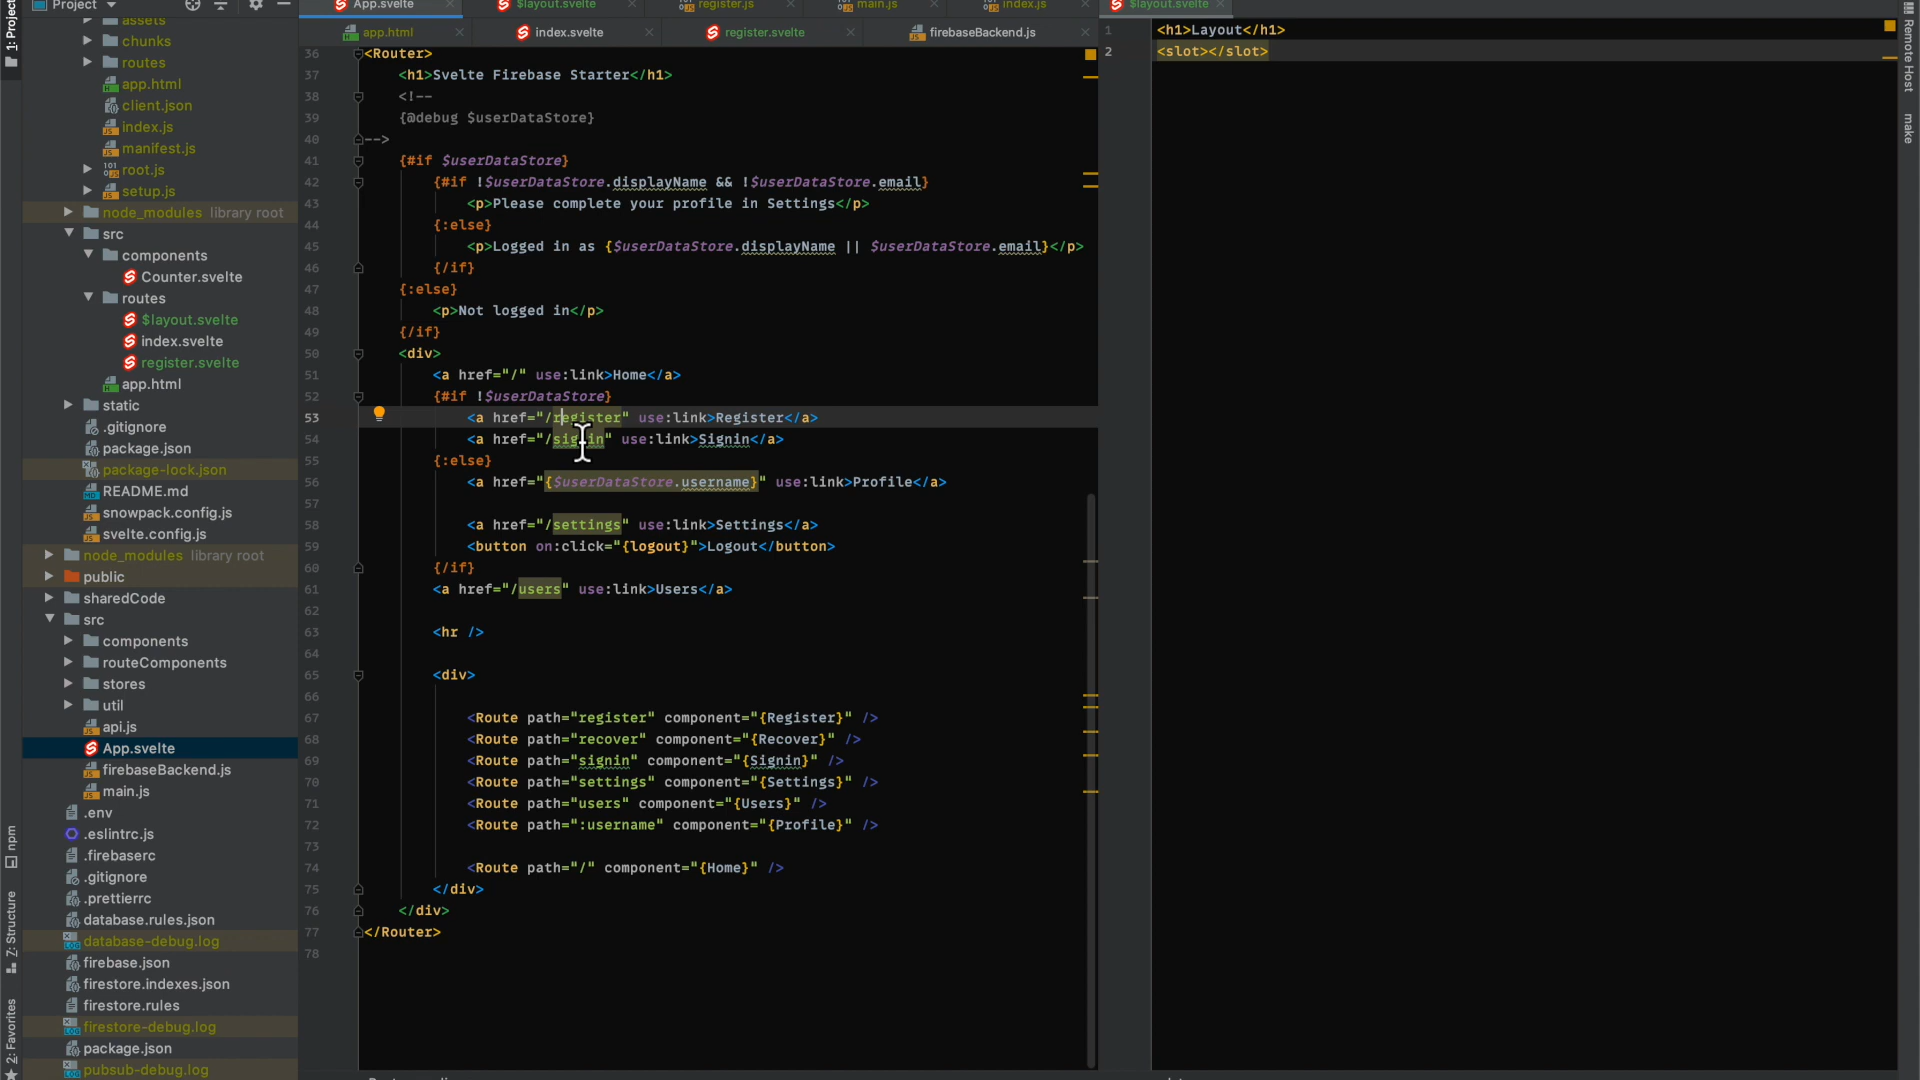 Project
App.svelte
$layout.svelte
register.js
main.js
index.js
$layout.svelte
app.html
index.svelte
register.svelte
firebaseBackend.js
1: Project
npm
Z: Structure
2: Favorites
Remote Host
make
assets
chunks
routes
app.html
client.json
index.js
manifest.js
root.js
setup.js
node_modules library root
src
components
Counter.svelte
routes
$layout.svelte
index.svelte
register.svelte
app.html
static
.gitignore
package.json
package-lock.json
README.md
snowpack.config.js
svelte.config.js
node_modules library root
public
sharedCode
src
components
routeComponents
stores
util
api.js
App.svelte
firebaseBackend.js
main.js
.env
.eslintrc.js
.firebaserc
.gitignore
.prettierrc
database.rules.json
database-debug.log
firebase.json
firestore.indexes.json
firestore.rules
firestore-debug.log
package.json
pubsub-debug.log
36 <Router>
37 <h1>Svelte Firebase Starter</h1>
38 <!--
39 {@debug $userDataStore}
40 -->
41 {#if $userDataStore}
42 {#if !$userDataStore.displayName && !$userDataStore.email}
43 <p>Please complete your profile in Settings</p>
44 {:else}
45 <p>Logged in as {$userDataStore.displayName || $userDataStore.email}</p>
46 {/if}
47 {:else}
48 <p>Not logged in</p>
49 {/if}
50 <div>
51 <a href="/" use:link>Home</a>
52 {#if !$userDataStore}
53 <a href="/register" use:link>Register</a>
54 <a href="/signin" use:link>Signin</a>
55 {:else}
56 <a href="{$userDataStore.username}" use:link>Profile</a>
57
58 <a href="/settings" use:link>Settings</a>
59 <button on:click="{logout}">Logout</button>
60 {/if}
61 <a href="/users" use:link>Users</a>
62
63 <hr />
64
65 <div>
66
67 <Route path="register" component="{Register}" />
68 <Route path="recover" component="{Recover}" />
69 <Route path="signin" component="{Signin}" />
70 <Route path="settings" component="{Settings}" />
71 <Route path="users" component="{Users}" />
72 <Route path=":username" component="{Profile}" />
73
74 <Route path="/" component="{Home}" />
75 </div>
76 </div>
77 </Router>
78
1 <h1>Layout</h1>
2 <slot></slot>